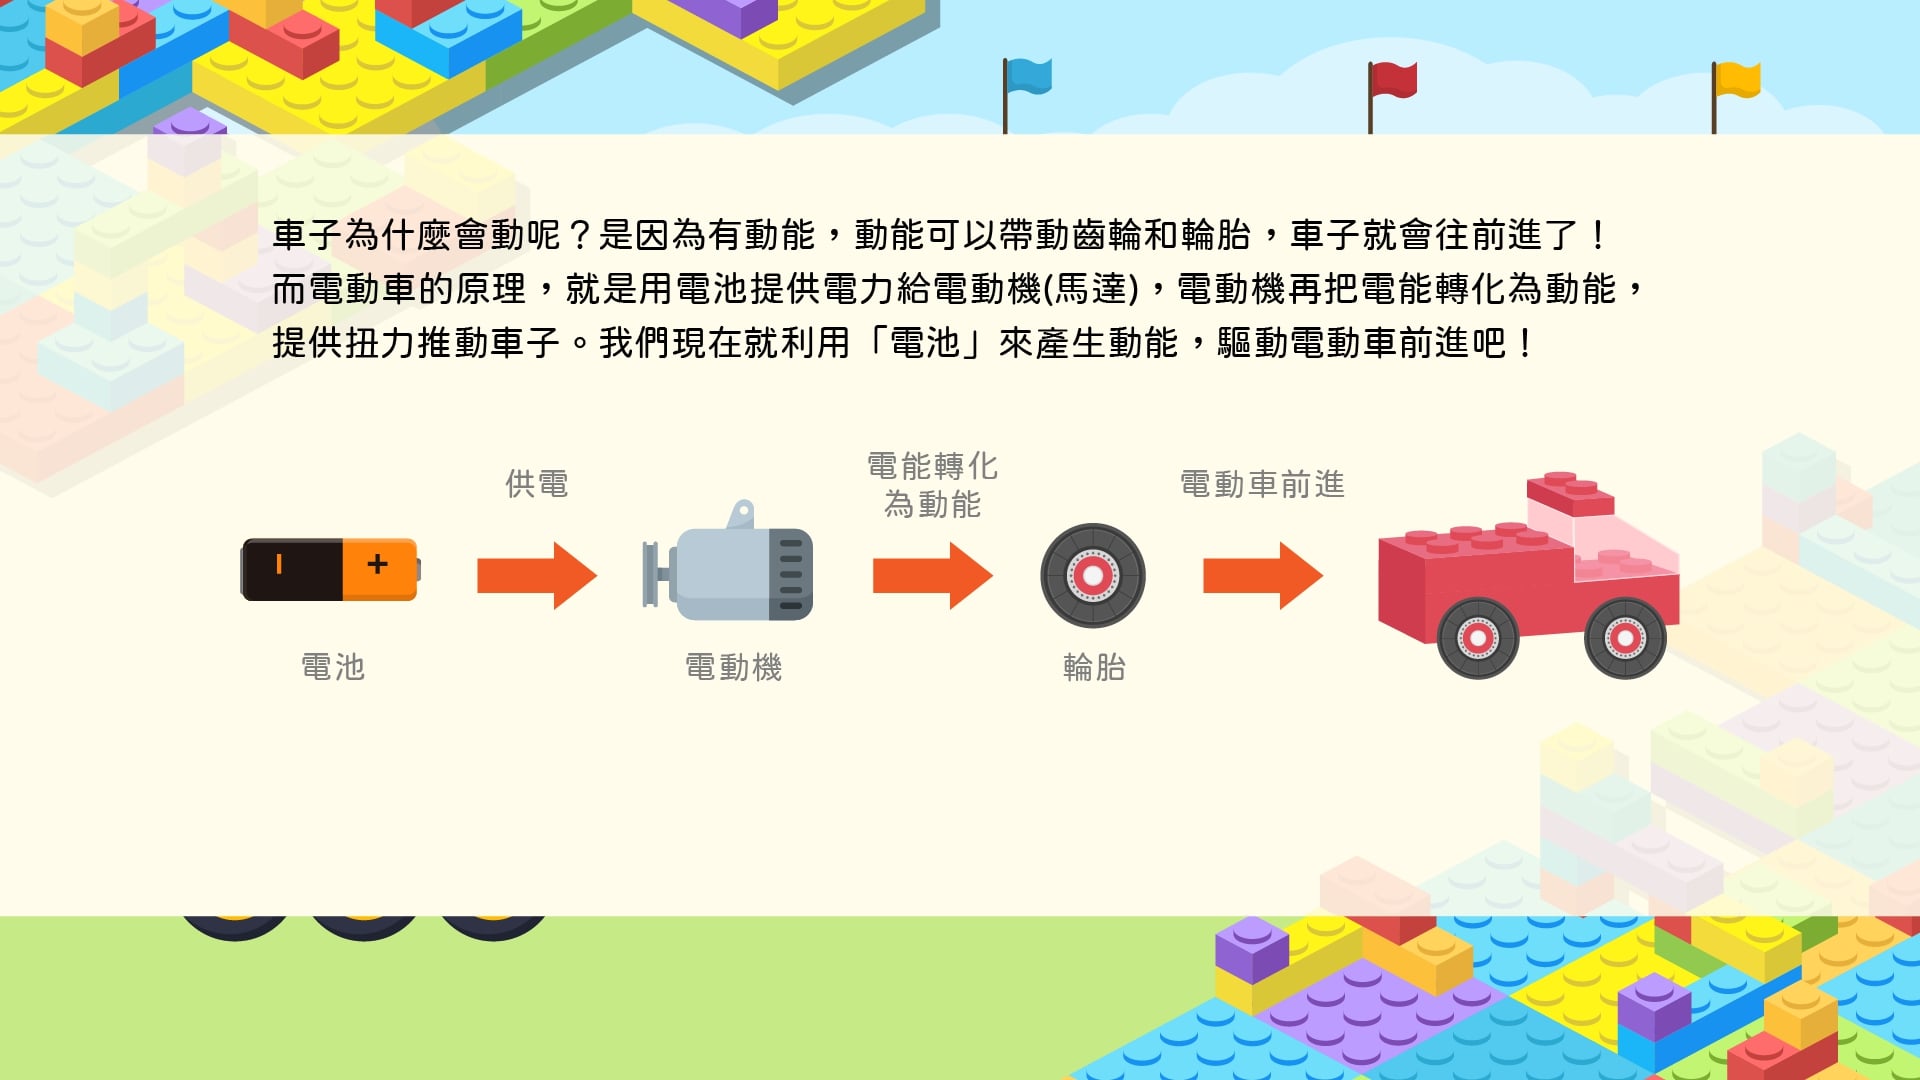 車子為什麼會動呢？是因為有動能，動能可以帶動齒輪和輪胎，車子就會往前進了！
而電動車的原理，就是用電池提供電力給電動機(馬達)，電動機再把電能轉化為動能，
提供扭力推動車子。我們現在就利用「電池」來產生動能，驅動電動車前進吧！
供電
電能轉化
為動能
電動車前進
電池
電動機
輪胎